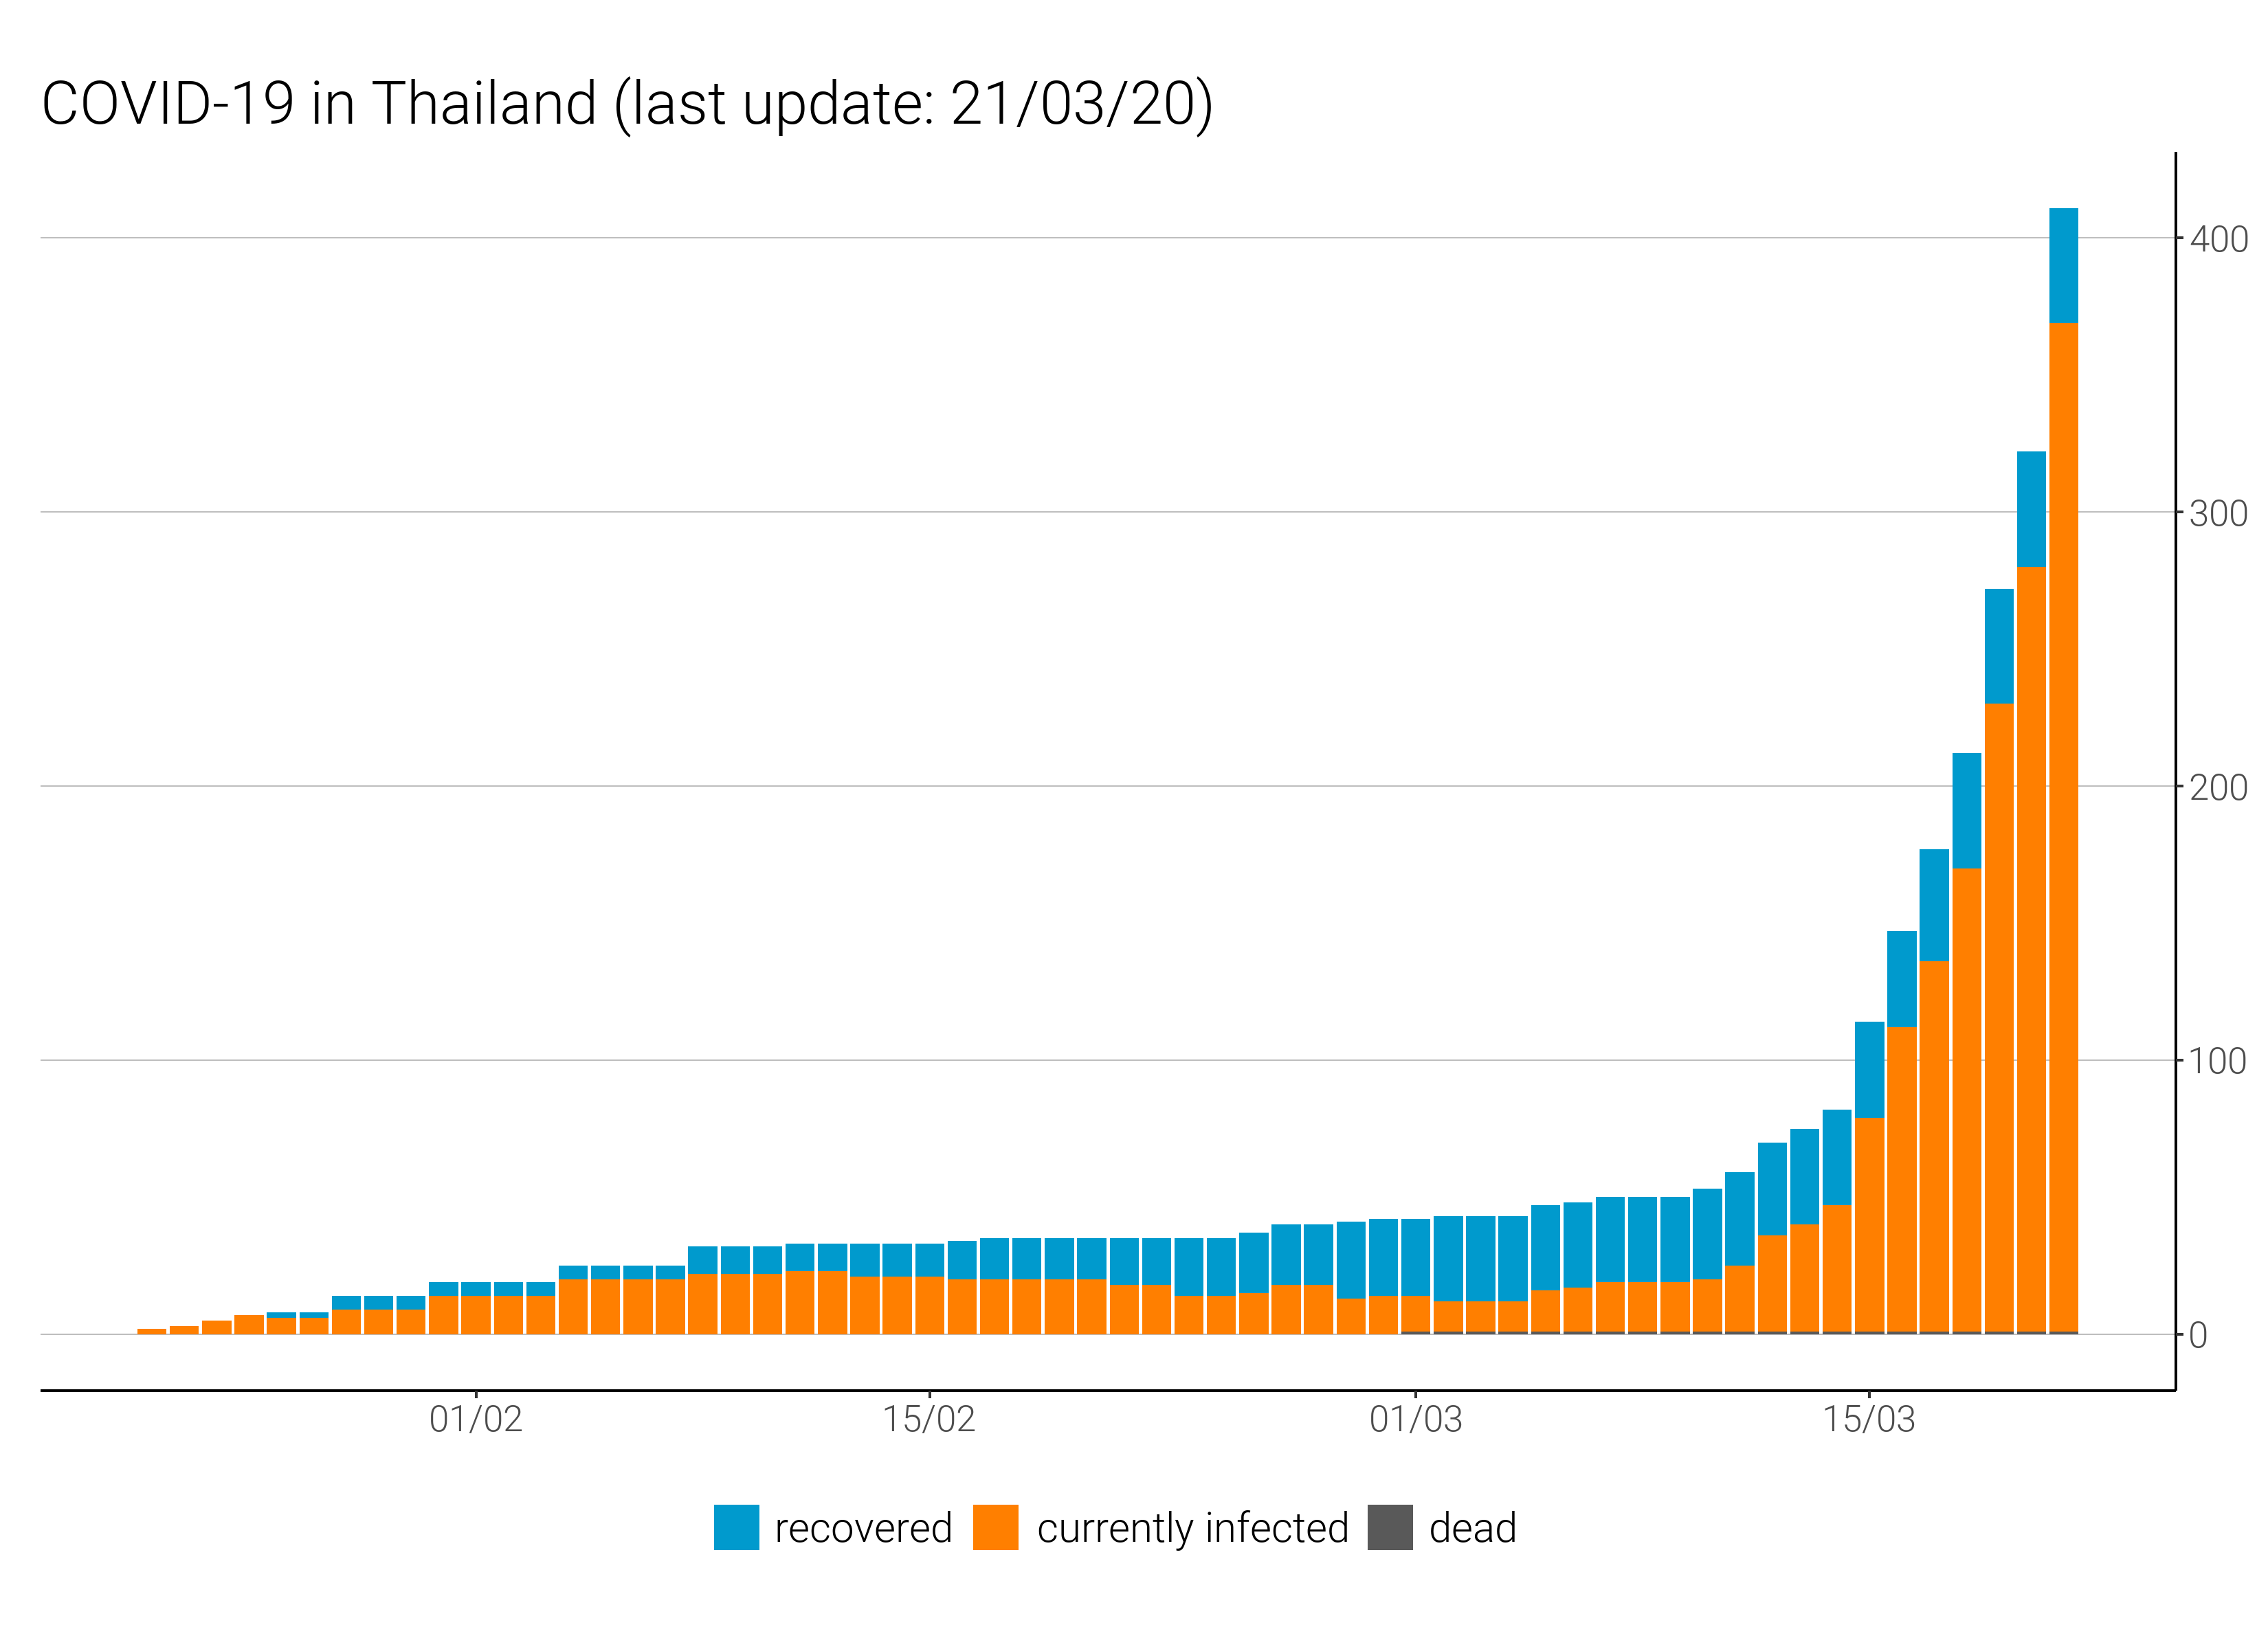 COVID-19 in Thailand (last update: 21/03/20)
400
300
200
100
0
01/02 15/02 01/03 15/03
recovered currently infected dead